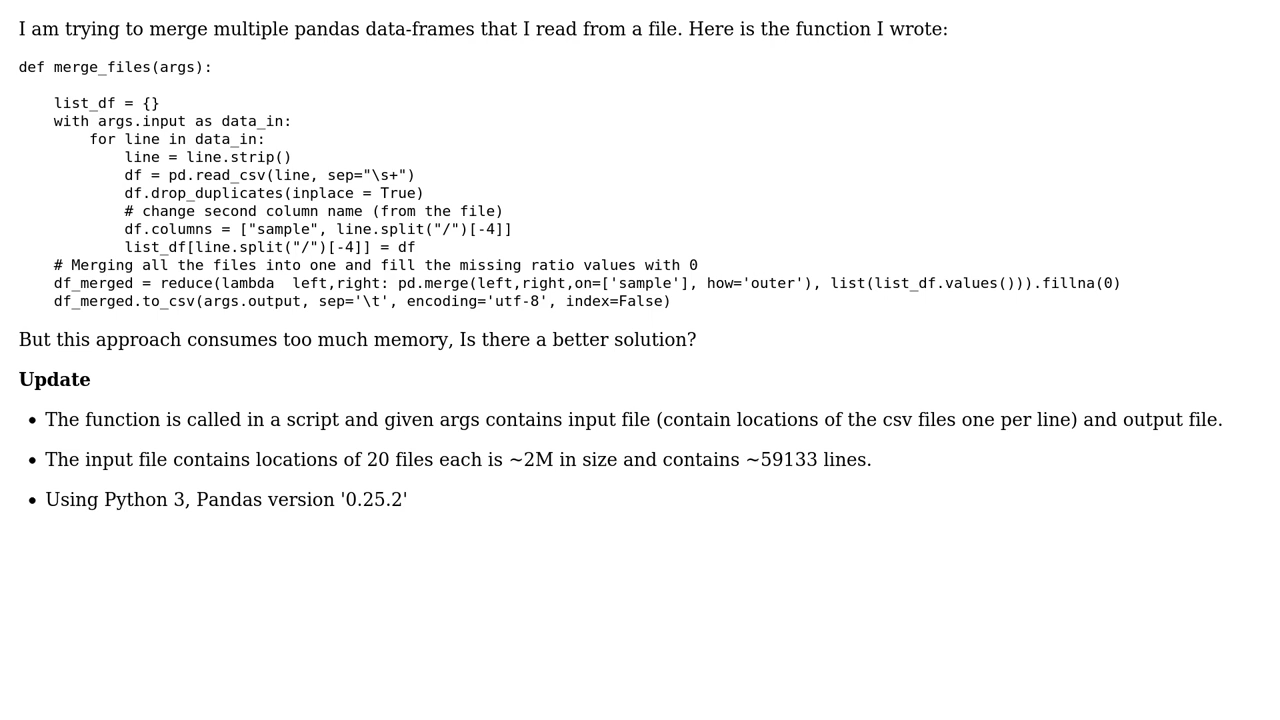 I am trying to merge multiple pandas data-frames that I read from a file. Here is the function I wrote:
def merge_files(args):
    list_df = {}
    with args.input as data_in:
        for line in data_in:
            line = line.strip()
            df = pd.read_csv(line, sep="\s+")
            df.drop_duplicates(inplace = True)
            # change second column name (from the file)
            df.columns = ["sample", line.split("/")[-4]]
            list_df[line.split("/")[-4]] = df
    # Merging all the files into one and fill the missing ratio values with 0
    df_merged = reduce(lambda  left,right: pd.merge(left,right,on=['sample'], how='outer'), list(list_df.values())).fillna(0)
    df_merged.to_csv(args.output, sep='\t', encoding='utf-8', index=False)
But this approach consumes too much memory, Is there a better solution?
Update
• The function is called in a script and given args contains input file (contain locations of the csv files one per line) and output file.
• The input file contains locations of 20 files each is ~2M in size and contains ~59133 lines.
• Using Python 3, Pandas version '0.25.2'